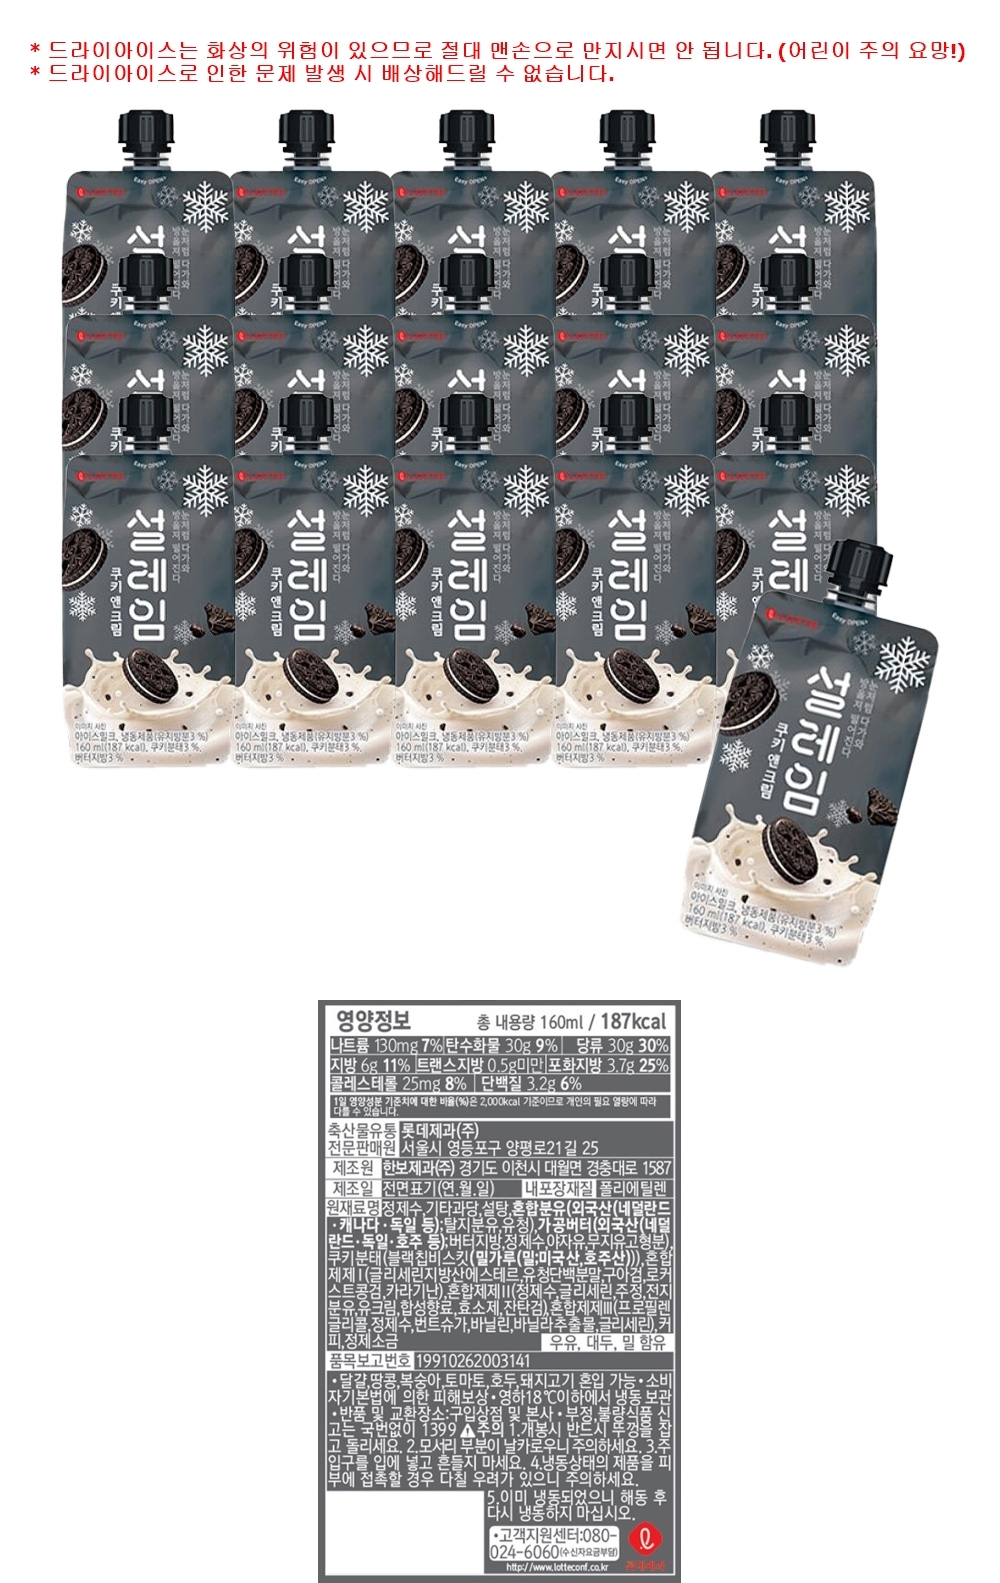 * 드라이아이스는 화상의 위험이 있으므로 절대 맨손으로 만지시면 안 됩니다. (어린이 주의 요망!)
* 드라이아이스로 인한 문제 발생 시 배상해드릴 수 없습니다.
Easy OPEN
눈처럼 다가와
방울져 떨어진다
설레임
쿠키 앤 크림
이미지 사진
아이스밀크, 냉동제품(유지방분3 %)
160 ml(187 kcal), 쿠키분태3 %,
버터지방3 %
영양정보 총 내용량 160ml / 187kcal
나트륨 130mg 7% 탄수화물 30g 9% 당류 30g 30%
지방 6g 11% 트랜스지방 0.5g미만 포화지방 3.7g 25%
콜레스테롤 25mg 8% 단백질 3.2g 6%
1일 영양성분 기준치에 대한 비율(%)은 2,000kcal 기준이므로 개인의 필요 열량에 따라
다를 수 있습니다.
축산물유통 롯데제과(주)
전문판매원 서울시 영등포구 양평로21길 25
제조원 한보제과(주) 경기도 이천시 대월면 경충대로 1587
제조일 전면표기(연.월.일) 내포장재질 폴리에틸렌
원재료명 정제수,기타과당,설탕,혼합분유(외국산(네덜란드
·캐나다·독일 등);탈지분유,유청),가공버터(외국산(네덜
란드·독일·호주 등);버터지방,정제수,야자유,무지유고형분),
쿠키분태(블랙칩비스킷(밀가루(밀;미국산,호주산))),혼합
제제Ⅰ(글리세린지방산에스테르,유청단백분말,구아검,로커
스트콩검,카라기난),혼합제제Ⅱ(정제수,글리세린,주정,전지
분유,유크림,합성향료,효소제,잔탄검),혼합제제Ⅲ(프로필렌
글리콜,정제수,번트슈가,바닐린,바닐라추출물,글리세린),커
피,정제소금 우유, 대두, 밀 함유
품목보고번호 19910262003141
·달걀,땅콩,복숭아,토마토,호두,돼지고기 혼입 가능·소비
자기본법에 의한 피해보상·영하18℃이하에서 냉동 보관
·반품 및 교환장소:구입상점 및 본사·부정,불량식품 신
고는 국번없이 1399 ⚠주의 1.개봉시 반드시 뚜껑을 잡
고 돌리세요. 2.모서리 부분이 날카로우니 주의하세요. 3.주
입구를 입에 넣고 흔들지 마세요. 4.냉동상태의 제품을 피
부에 접촉할 경우 다칠 우려가 있으니 주의하세요.
5.이미 냉동되었으니 해동 후
다시 냉동하지 마십시오.
·고객지원센터:080-
024-6060(수신자요금부담)
http://www.lotteconf.co.kr
롯데제과